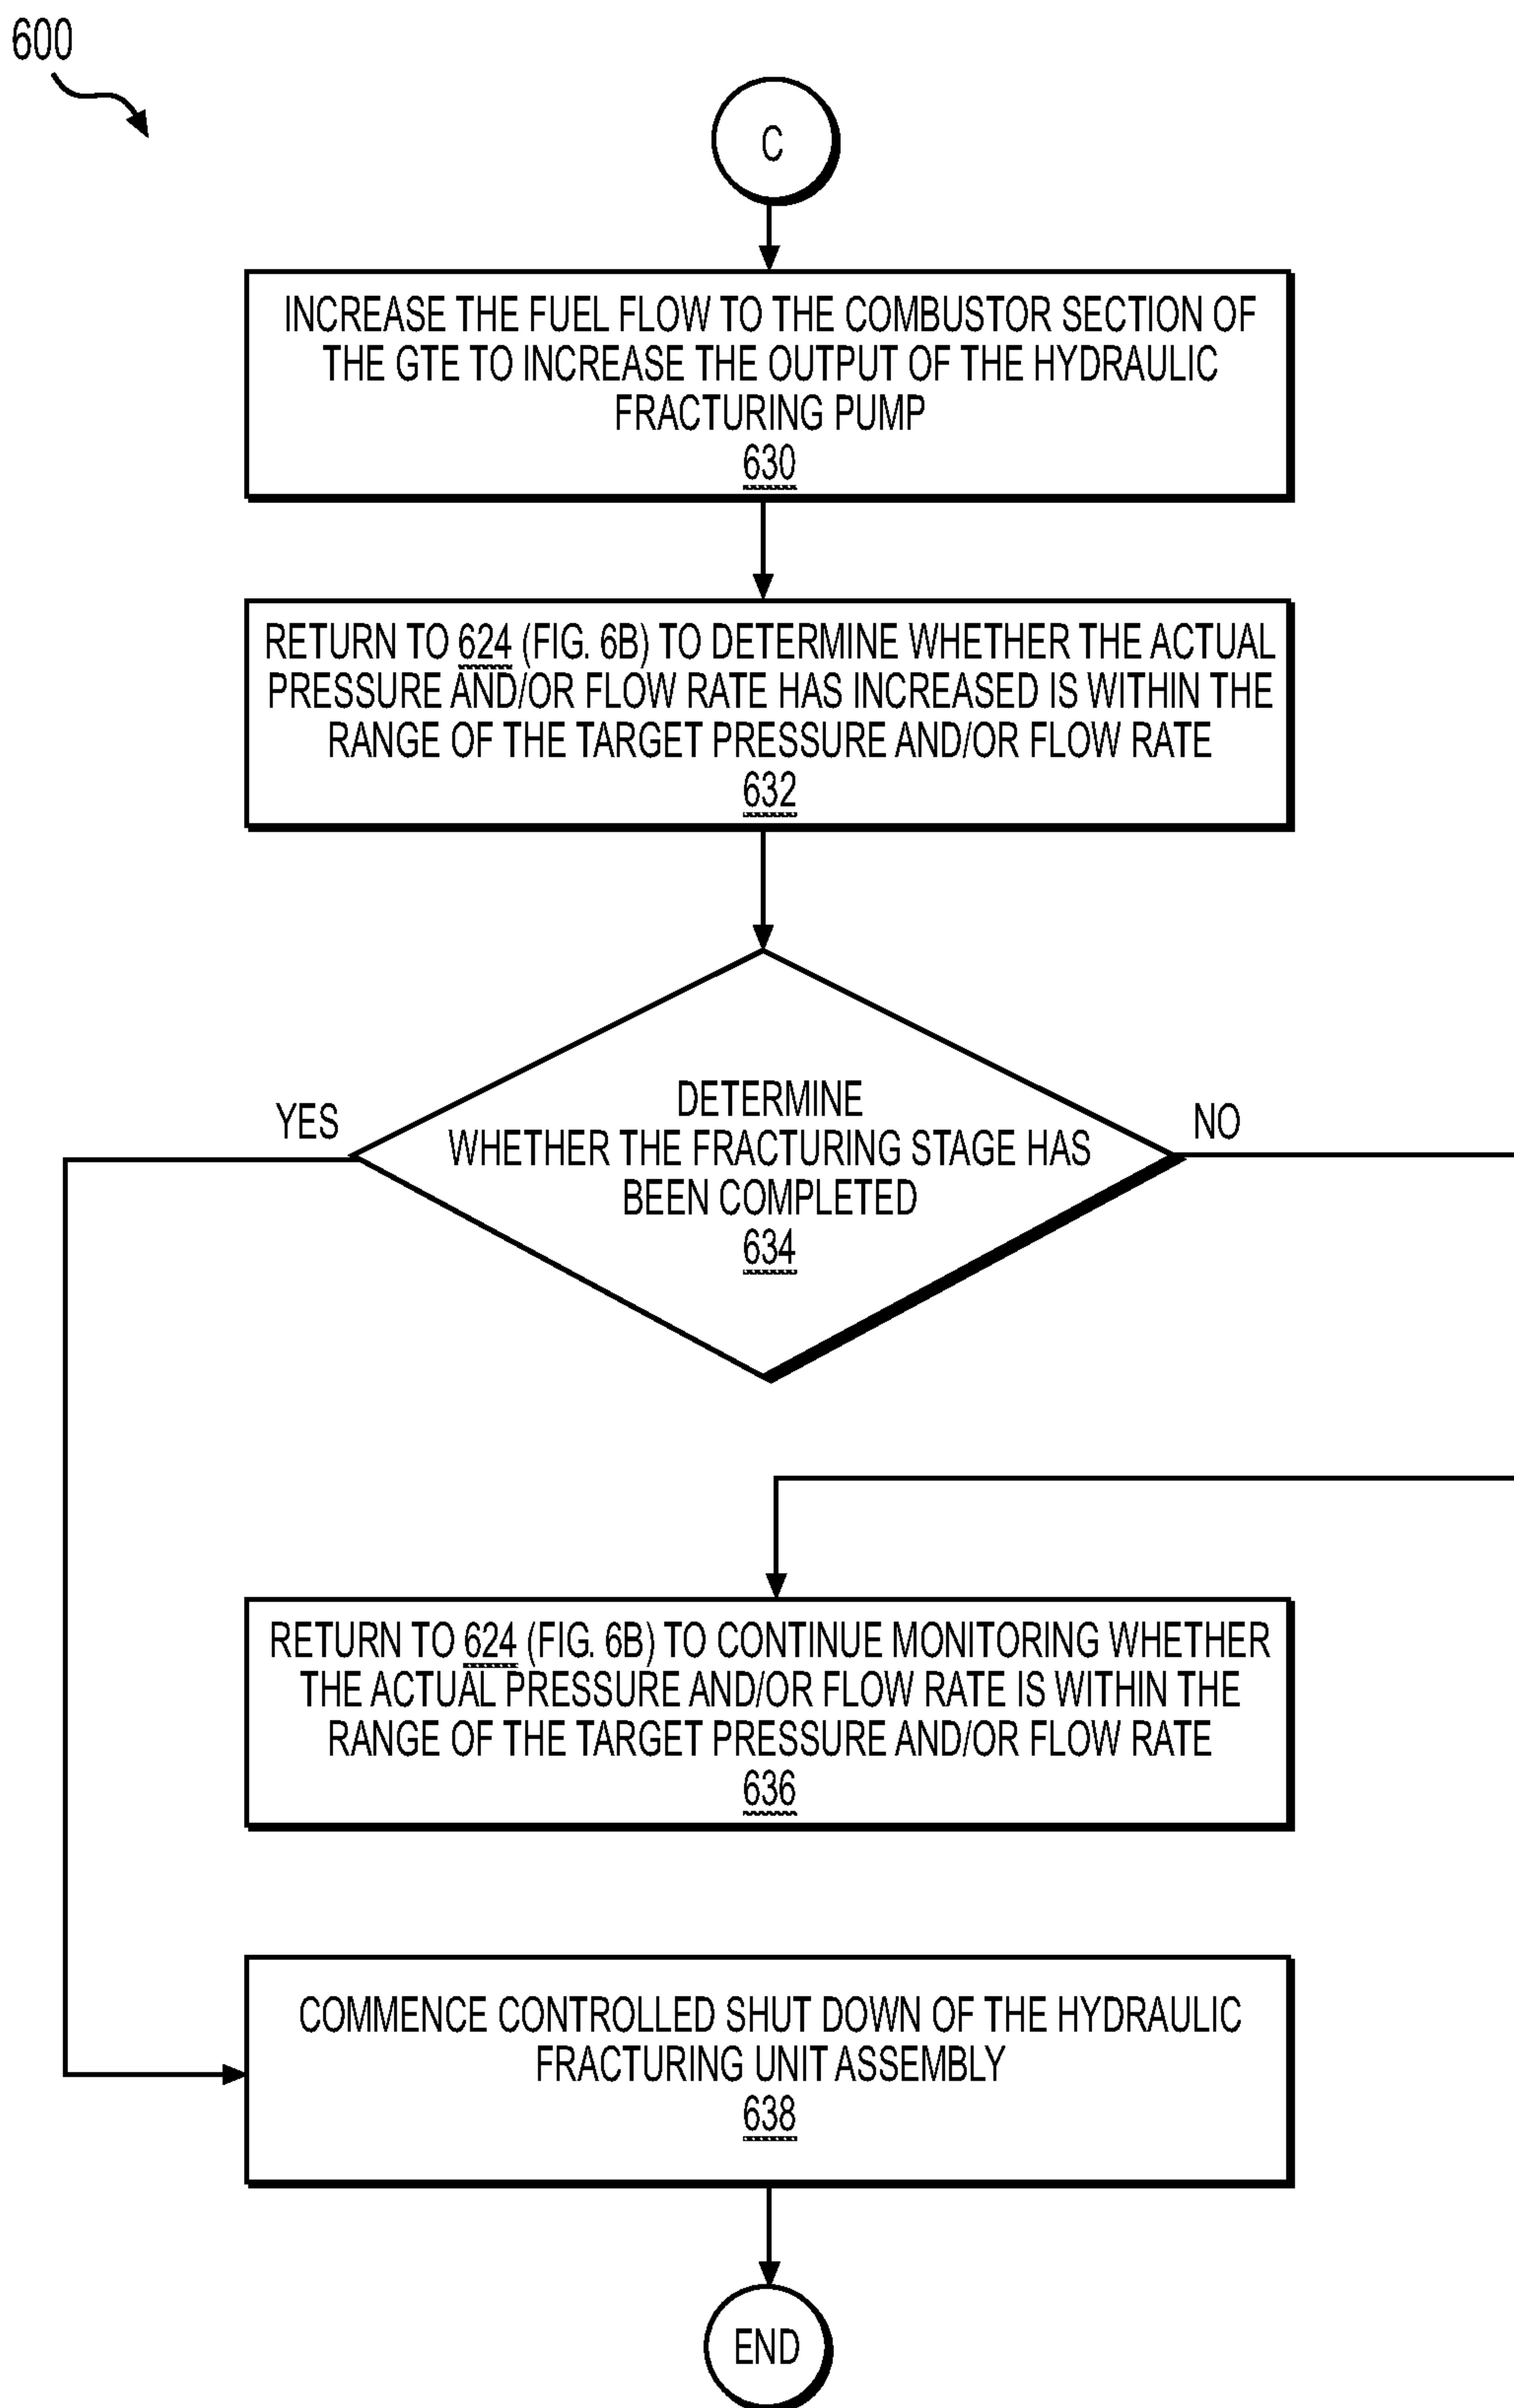 600
C
INCREASE THE FUEL FLOW TO THE COMBUSTOR SECTION OF
THE GTE TO INCREASE THE OUTPUT OF THE HYDRAULIC
FRACTURING PUMP
630
RETURN TO 624 (FIG. 6B) TO DETERMINE WHETHER THE ACTUAL
PRESSURE AND/OR FLOW RATE HAS INCREASED IS WITHIN THE
RANGE OF THE TARGET PRESSURE AND/OR FLOW RATE
632
YES
NO
DETERMINE
WHETHER THE FRACTURING STAGE HAS
BEEN COMPLETED
634
RETURN TO 624 (FIG. 6B) TO CONTINUE MONITORING WHETHER
THE ACTUAL PRESSURE AND/OR FLOW RATE IS WITHIN THE
RANGE OF THE TARGET PRESSURE AND/OR FLOW RATE
636
COMMENCE CONTROLLED SHUT DOWN OF THE HYDRAULIC
FRACTURING UNIT ASSEMBLY
638
END